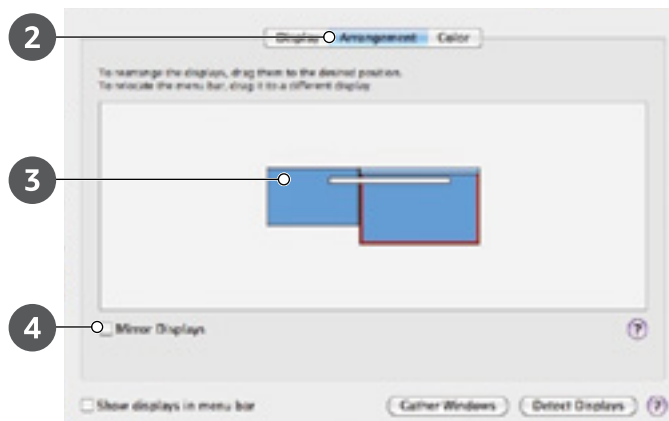 2
Display Arrangement Color
To rearrange the displays, drag them to the desired position.
To relocate the menu bar, drag it to a different display.
3
4
Mirror Displays
?
Show displays in menu bar
Gather Windows
Detect Displays
?